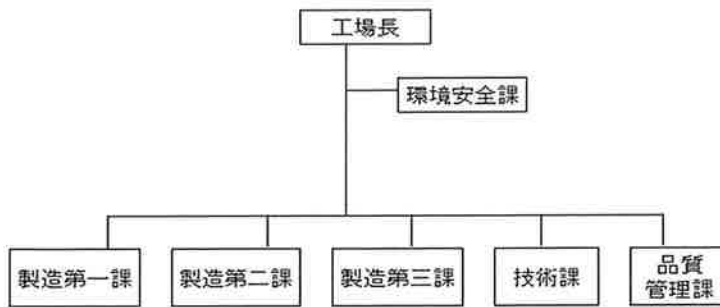 工場長
環境安全課
製造第一課
製造第二課
製造第三課
技術課
品質
管理課